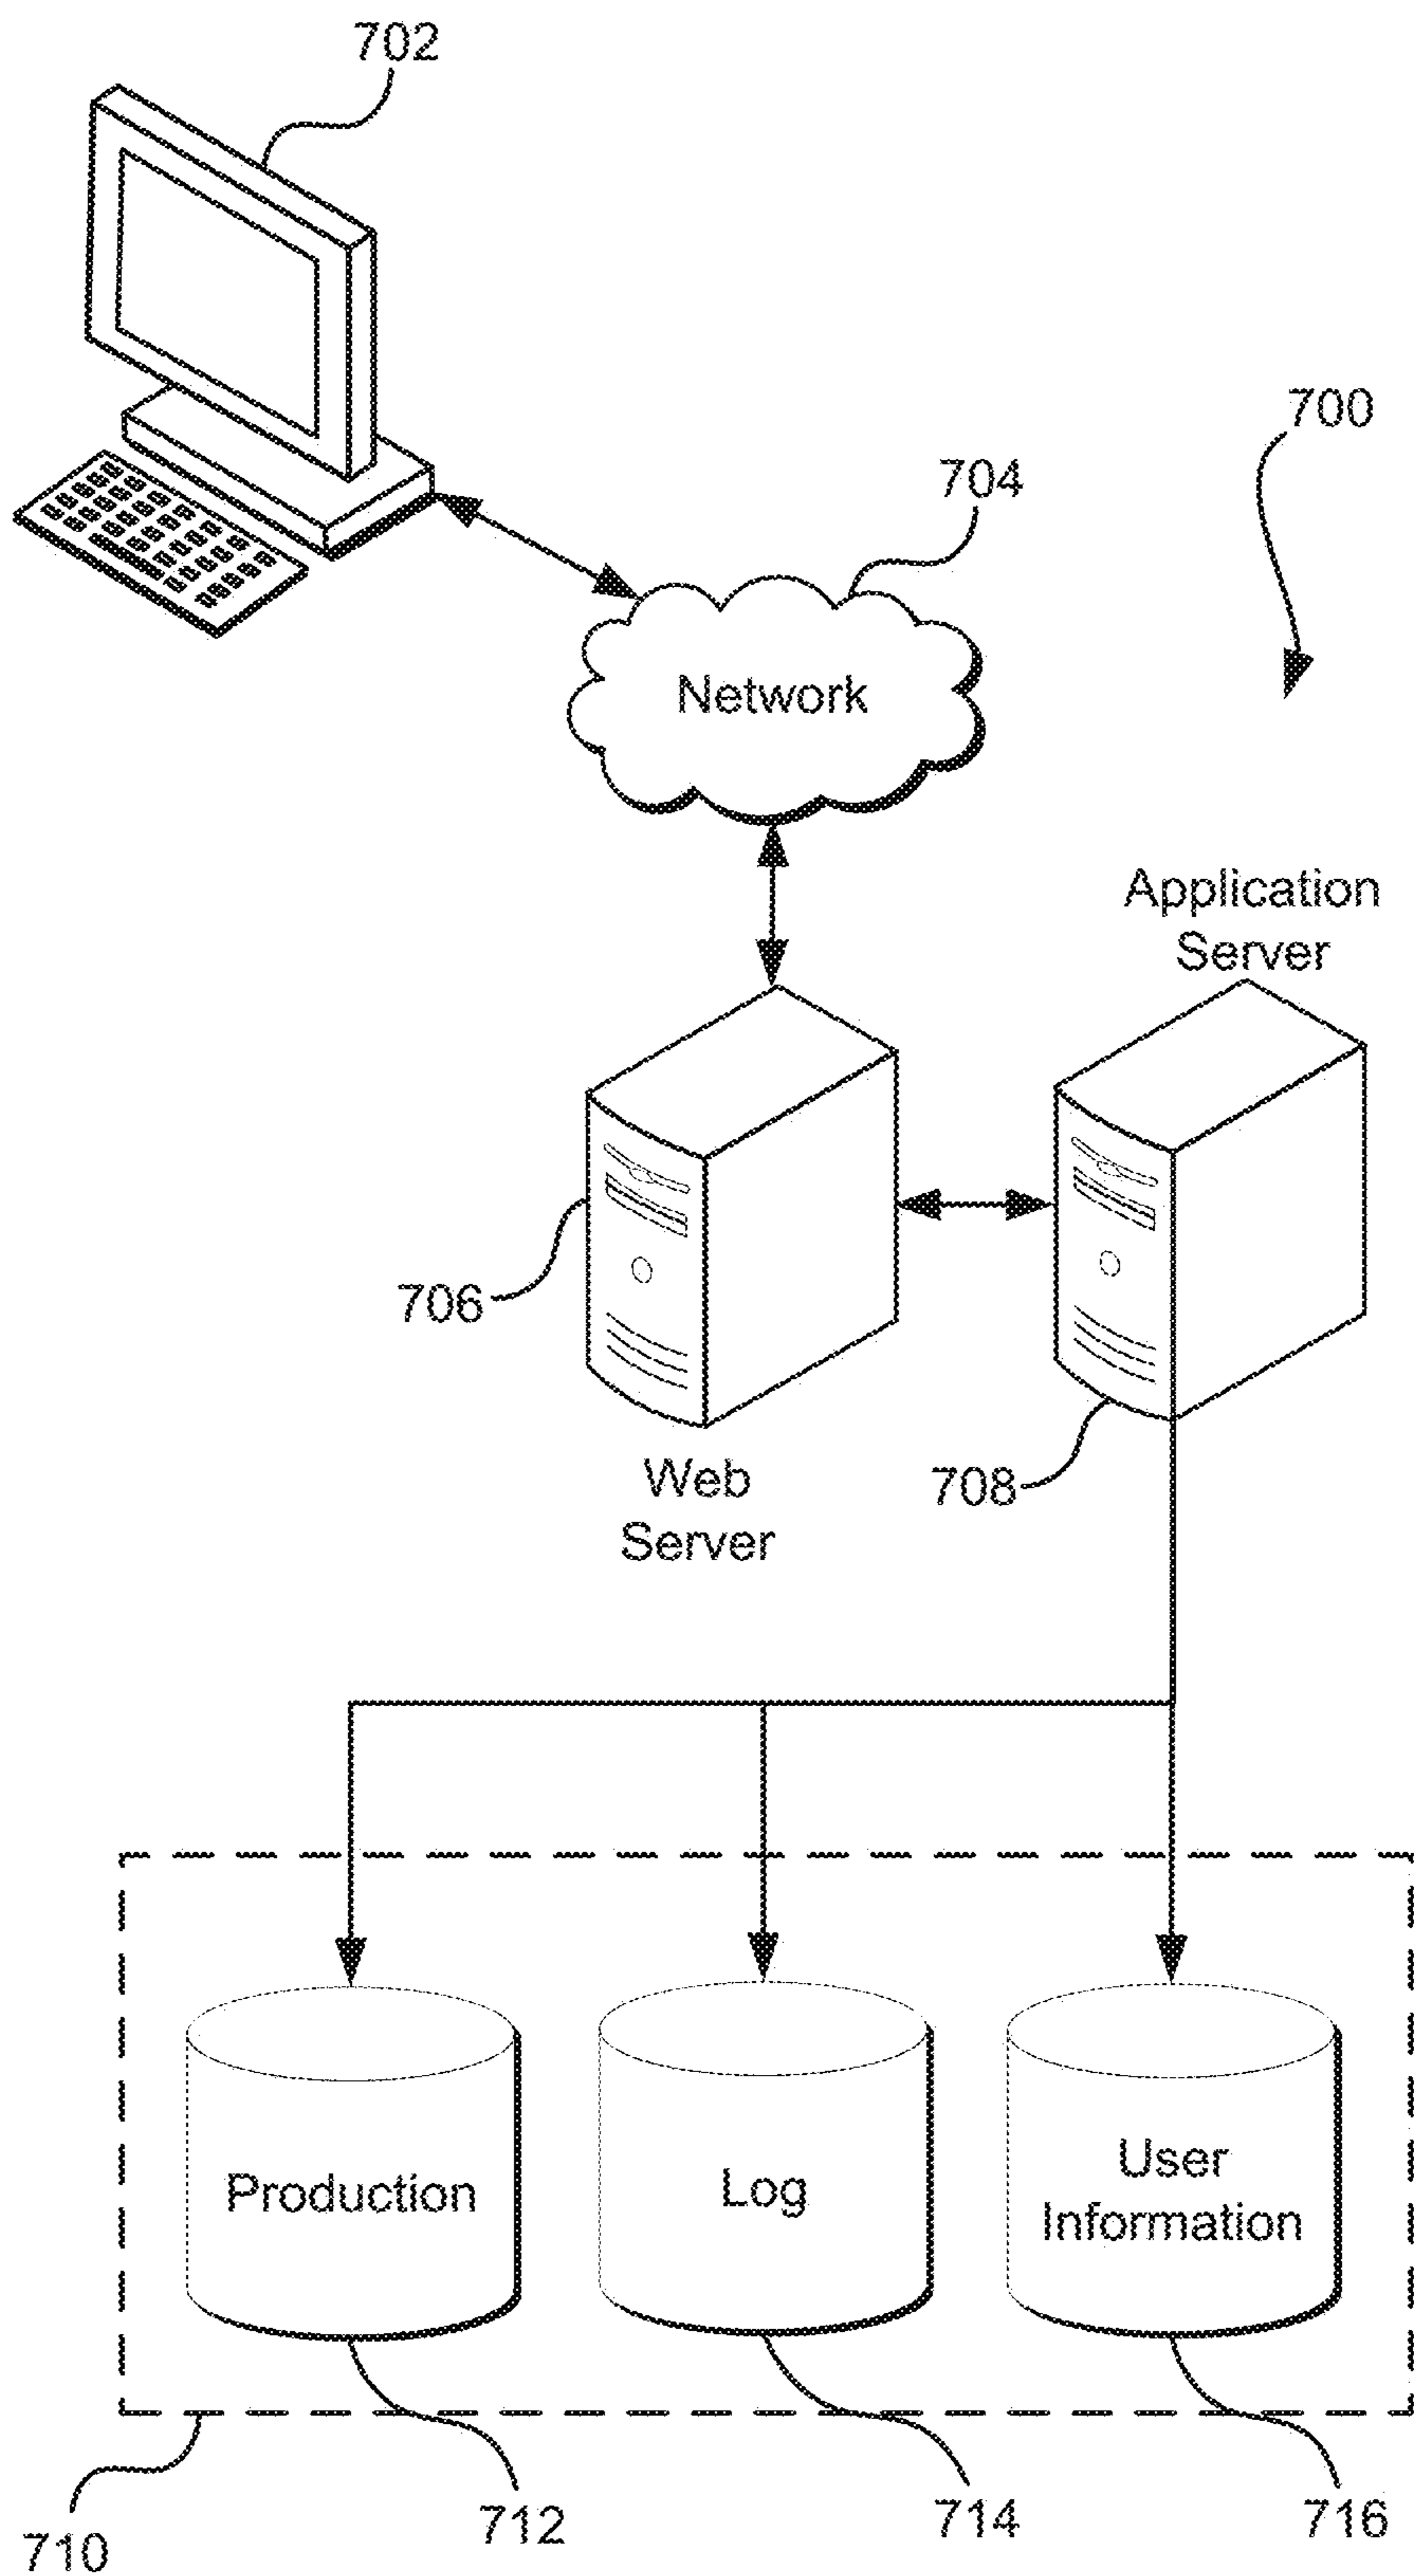 702
700
704
Network
Application
Server
706
Web
Server
708
Production
Log
User
Information
710
712
714
716